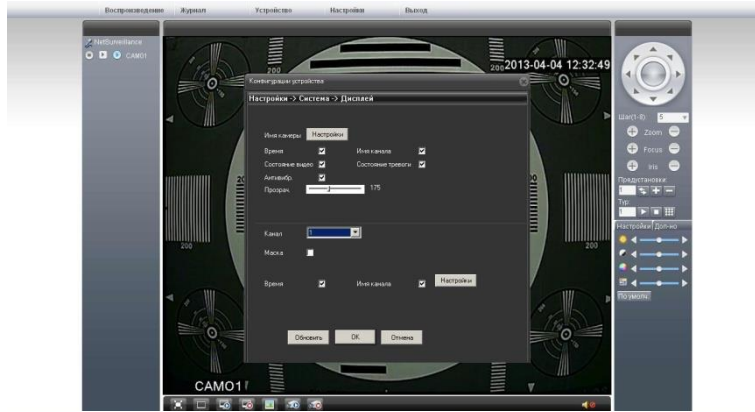 Воспроизведение Журнал Устройство Настройки Выход
NetSurveillance
CAM01
200
200
2013-04-04 12:32:49
Конфигурации устройства
Настройки -> Система -> Дисплей
Имя камеры Настройки
Время Имя канала
Состояние видео Состояние тревоги
Антивибр.
Прозрач. 175
Канал 1
Маска
Время Имя канала Настройки
Обновить OK Отмена
200
200
CAM01
Шаг(1-8): 5
Zoom
Focus
Iris
Предустановки
1
Тур:
1
Настройки Доп-но
По умолч.